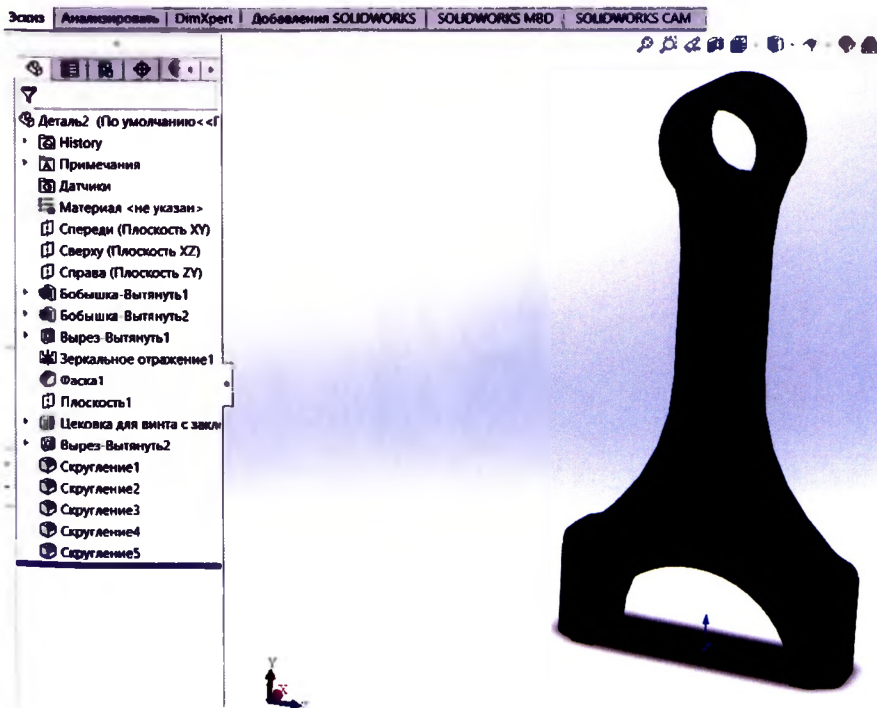 Эскиз Анализировать DimXpert Добавления SOLIDWORKS SOLIDWORKS MBD SOLIDWORKS CAM
Деталь2 (По умолчанию<<П
History
Примечания
Датчики
Материал <не указан>
Спереди (Плоскость XY)
Сверху (Плоскость XZ)
Справа (Плоскость ZY)
Бобышка-Вытянуть1
Бобышка-Вытянуть2
Вырез-Вытянуть1
Зеркальное отражение1
Фаска1
Плоскость1
Цековка для винта с закл
Вырез-Вытянуть2
Скругление1
Скругление2
Скругление3
Скругление4
Скругление5
Y
X